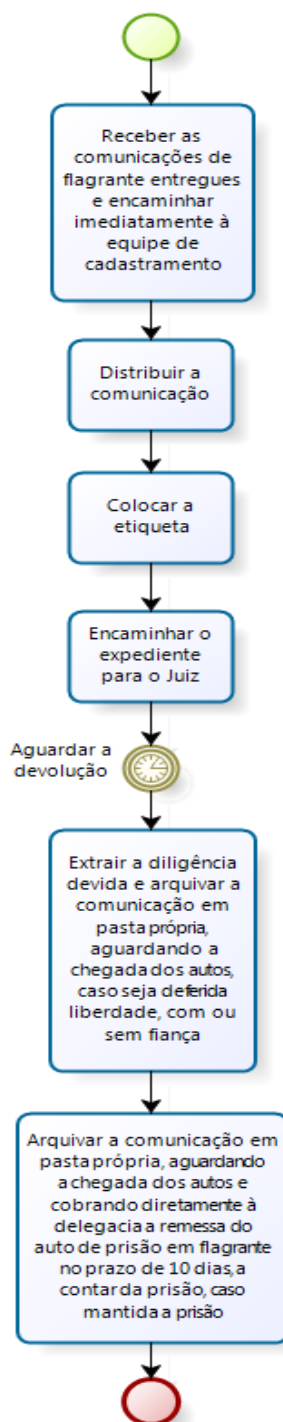 Receber as
comunicações de
flagrante entregues
e encaminhar
imediatamente à
equipe de
cadastramento
Distribuir a
comunicação
Colocar a
etiqueta
Encaminhar o
expediente
para o Juiz
Aguardar a
devolução
Extrair a diligência
devida e arquivar a
comunicação em
pasta própria,
aguardando a
chegada dos autos,
caso seja deferida
liberdade, com ou
sem fiança
Arquivar a comunicação em
pasta própria, aguardando
a chegada dos autos e
cobrando diretamente à
delegacia a remessa do
auto de prisão em flagrante
no prazo de 10 dias, a
contar da prisão, caso
mantida a prisão